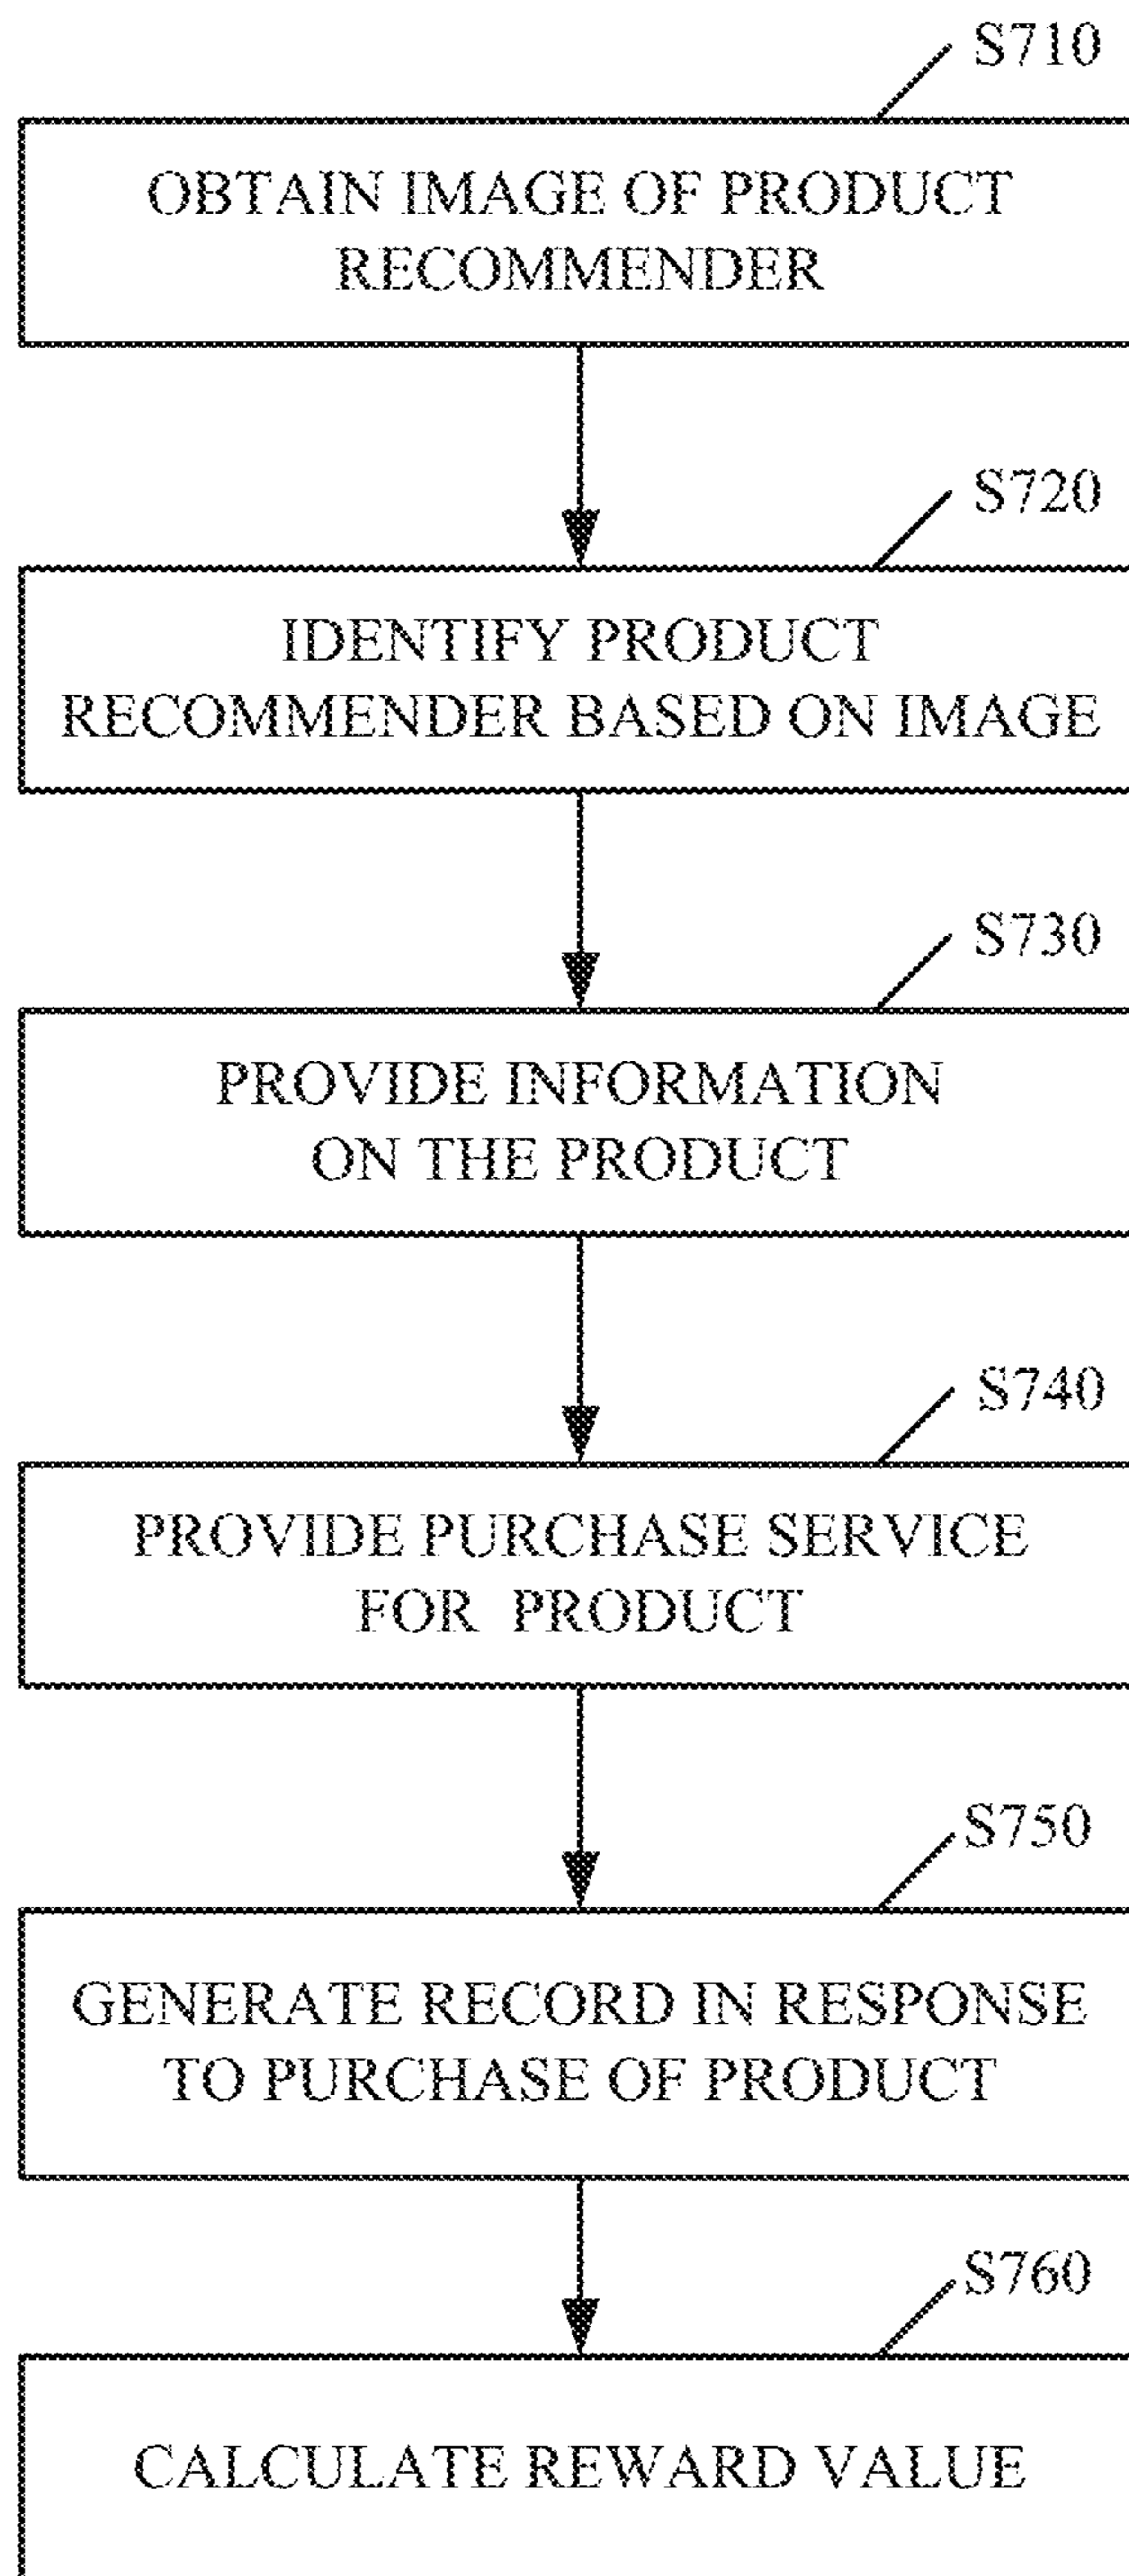 S710
OBTAIN IMAGE OF PRODUCT
RECOMMENDER
S720
IDENTIFY PRODUCT
RECOMMENDER BASED ON IMAGE
S730
PROVIDE INFORMATION
ON THE PRODUCT
S740
PROVIDE PURCHASE SERVICE
FOR PRODUCT
S750
GENERATE RECORD IN RESPONSE
TO PURCHASE OF PRODUCT
S760
CALCULATE REWARD VALUE